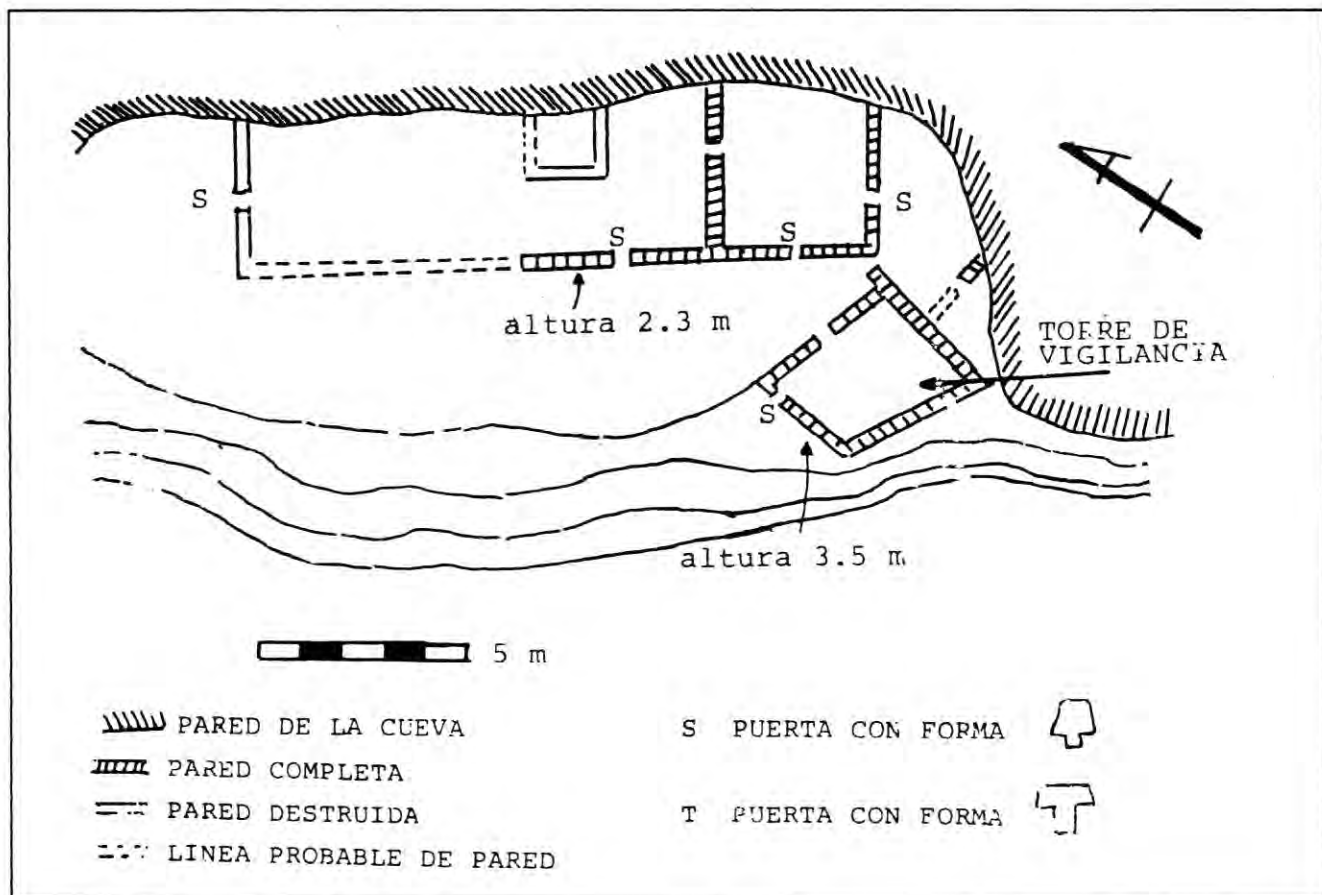 S
S
S
S
altura 2.3 m
TORRE DE
VIGILANCIA
S
altura 3.5 m
5 m
PARED DE LA CUEVA
PARED COMPLETA
PARED DESTRUIDA
LINEA PROBABLE DE PARED
S PUERTA CON FORMA
T PUERTA CON FORMA